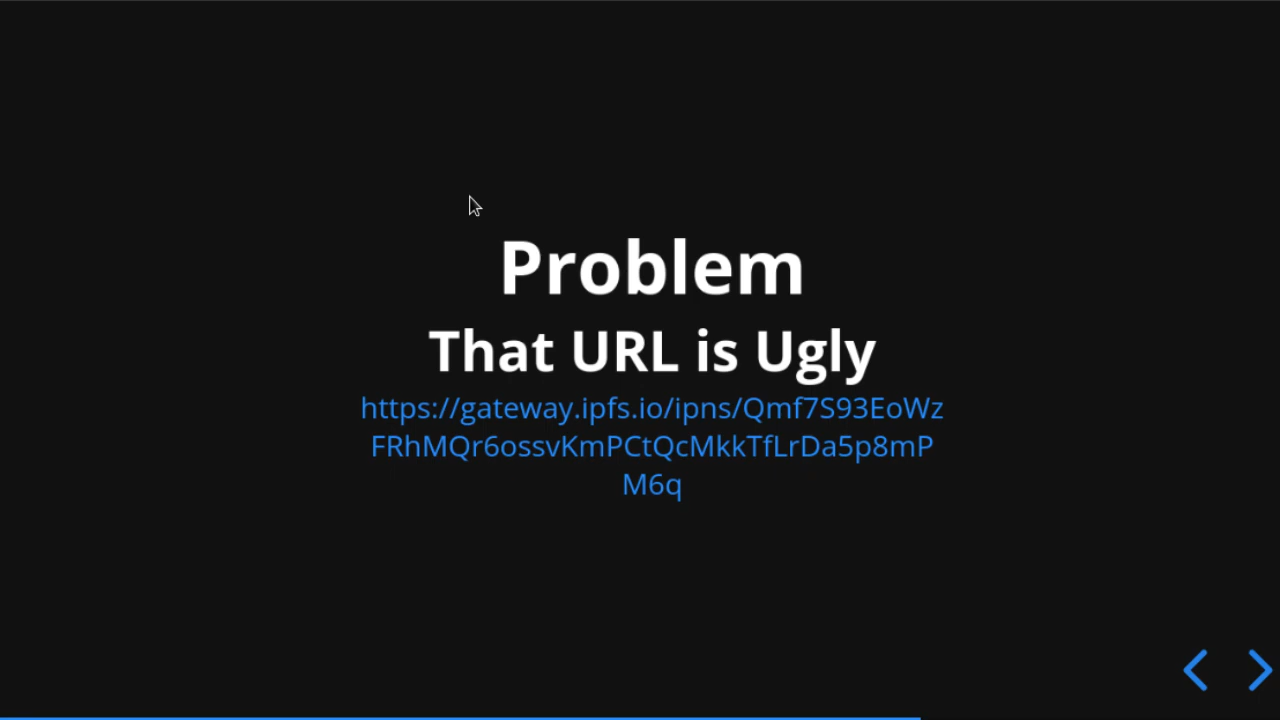 Problem
That URL is Ugly
https://gateway.ipfs.io/ipns/Qmf7S93EoWz
FRhMQr6ossvKmPCtQcMkkTfLrDa5p8mP
M6q